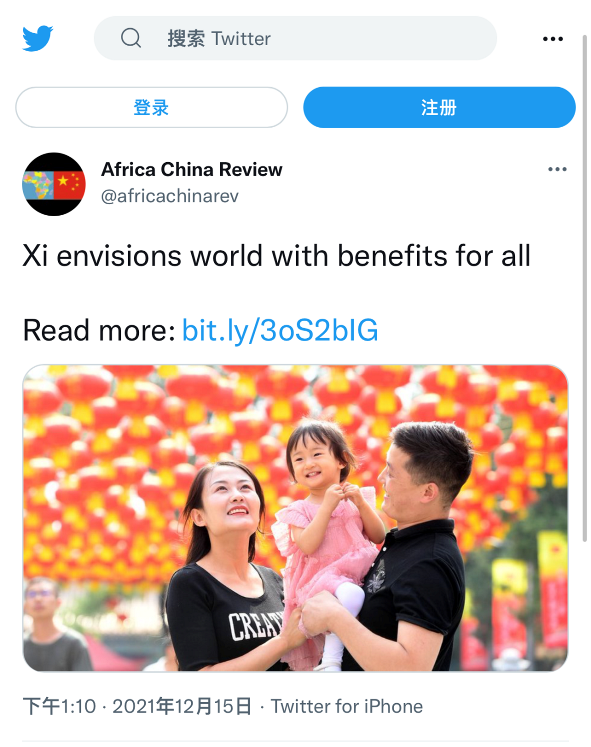 搜索 Twitter
登录
注册
Africa China Review
@africachinarev
Xi envisions world with benefits for all
Read more: bit.ly/3oS2bIG
CREAT
下午1:10 · 2021年12月15日 · Twitter for iPhone